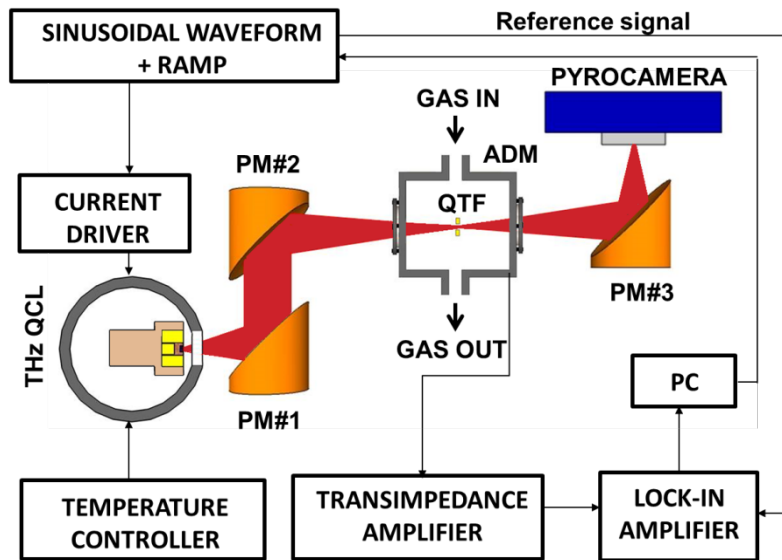 SINUSOIDAL WAVEFORM
+ RAMP
Reference signal
PYROCAMERA
GAS IN
ADM
PM#2
QTF
CURRENT
DRIVER
PM#3
THz QCL
GAS OUT
PM#1
PC
TEMPERATURE
CONTROLLER
TRANSIMPEDANCE
AMPLIFIER
LOCK-IN
AMPLIFIER